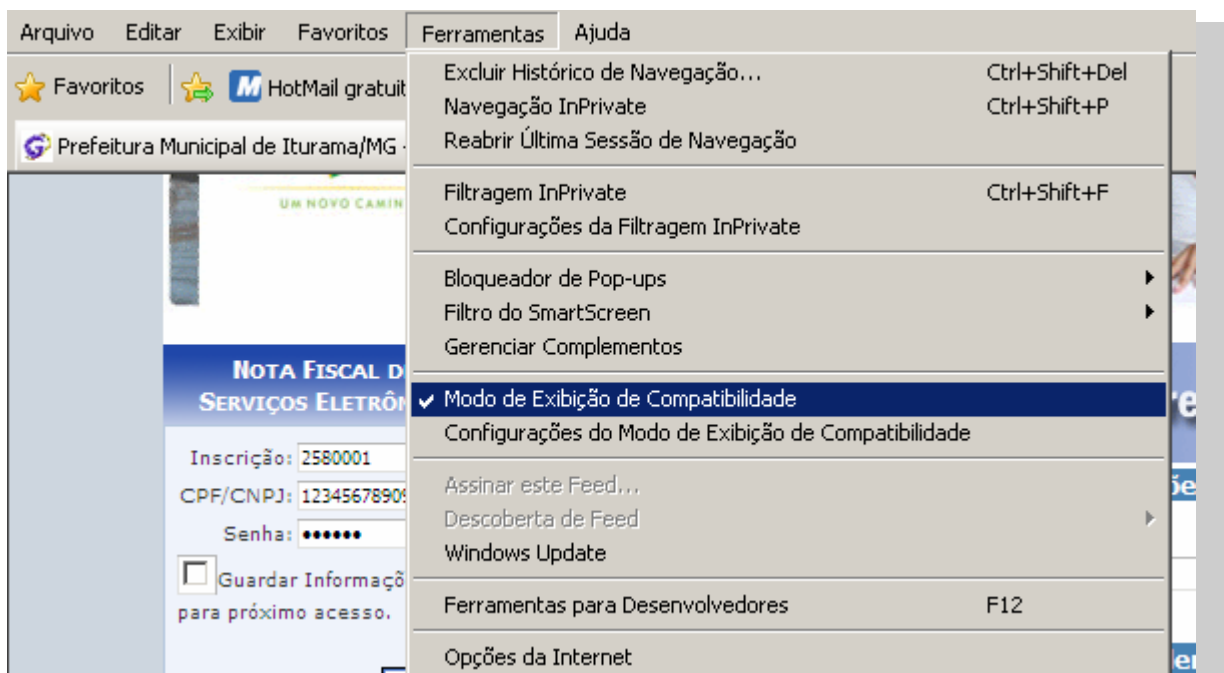 Arquivo Editar Exibir Favoritos Ferramentas Ajuda
Favoritos HotMail gratuit
Prefeitura Municipal de Iturama/MG
Excluir Histórico de Navegação... Ctrl+Shift+Del
Navegação InPrivate Ctrl+Shift+P
Reabrir Última Sessão de Navegação
Filtragem InPrivate Ctrl+Shift+F
Configurações da Filtragem InPrivate
Bloqueador de Pop-ups
Filtro do SmartScreen
Gerenciar Complementos
Modo de Exibição de Compatibilidade
Configurações do Modo de Exibição de Compatibilidade
Assinar este Feed...
Descoberta de Feed
Windows Update
Ferramentas para Desenvolvedores F12
Opções da Internet
UM NOVO CAMIN
NOTA FISCAL D
SERVIÇOS ELETRÔN
Inscrição: 2580001
CPF/CNPJ: 1234567890
Senha: ••••••
Guardar Informaçõ
para próximo acesso.